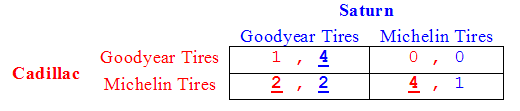 Saturn
Goodyear Tires Michelin Tires
Goodyear Tires 1 , 4 0 , 0
Cadillac
Michelin Tires 2 , 2 4 , 1